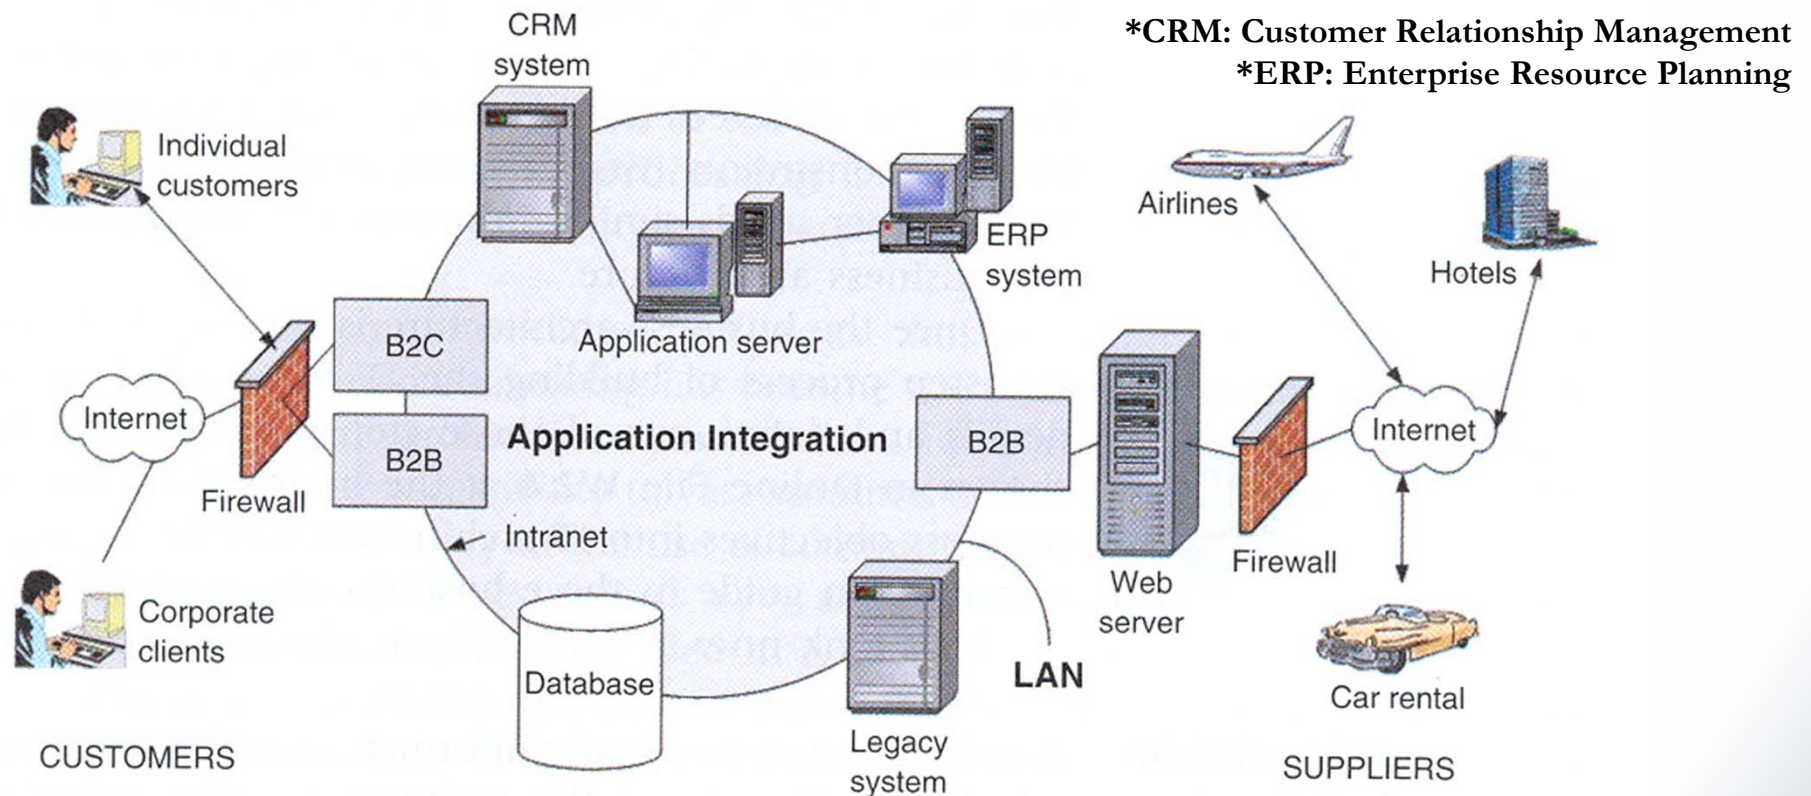 CRM
system
*CRM: Customer Relationship Management
*ERP: Enterprise Resource Planning
Individual
customers
Airlines
Hotels
ERP
system
B2C
Application server
Internet
Application Integration
B2B
B2B
Internet
Firewall
Intranet
Firewall
Web
server
Corporate
clients
Database
LAN
Car rental
Legacy
system
CUSTOMERS
SUPPLIERS